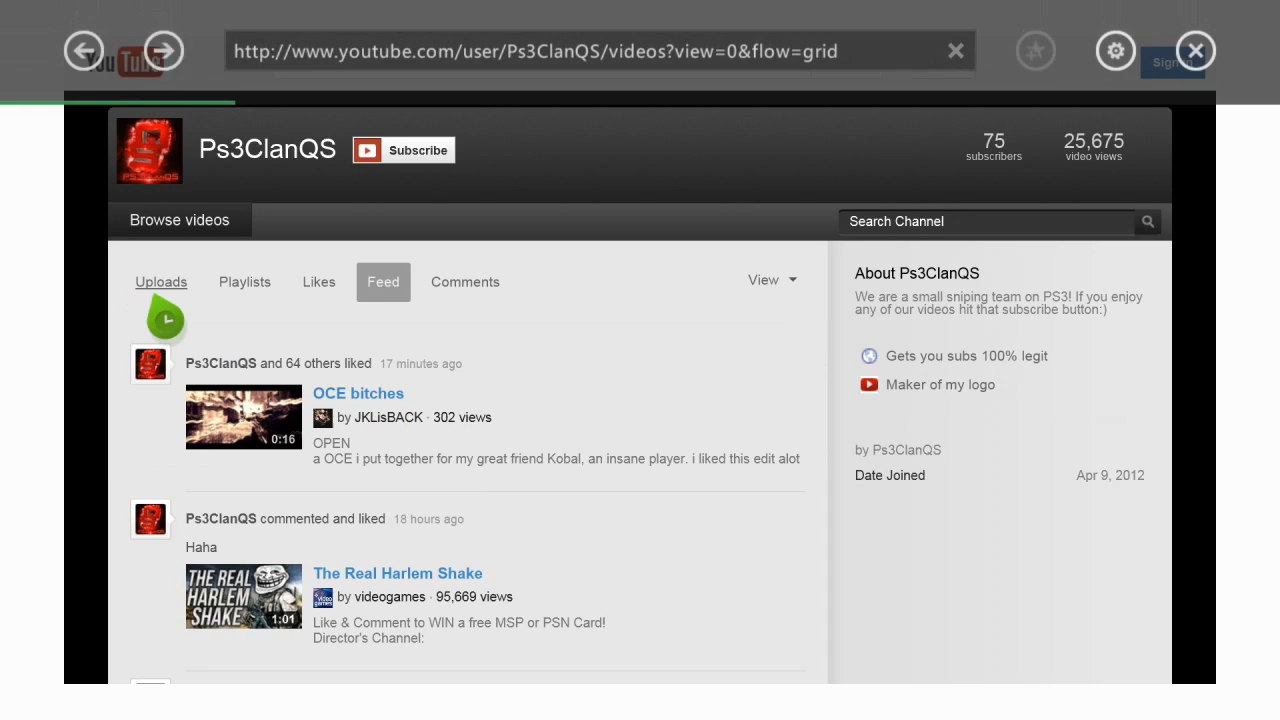 http://www.youtube.com/user/Ps3ClanQS/videos?view=0&flow=grid
YouTube
Sign In
Ps3ClanQS
Subscribe
75
subscribers
25,675
video views
Browse videos
Search Channel
Uploads
Playlists
Likes
Feed
Comments
View
Ps3ClanQS and 64 others liked 17 minutes ago
0:16
OCE bitches
by JKLisBACK · 302 views
OPEN
a OCE i put together for my great friend Kobal, an insane player. i liked this edit alot
Ps3ClanQS commented and liked 18 hours ago
Haha
THE REAL
HARLEM
SHAKE
1:01
The Real Harlem Shake
by videogames · 95,669 views
Like & Comment to WIN a free MSP or PSN Card!
Director's Channel:
About Ps3ClanQS
We are a small sniping team on PS3! If you enjoy
any of our videos hit that subscribe button:)
Gets you subs 100% legit
Maker of my logo
by Ps3ClanQS
Date Joined
Apr 9, 2012